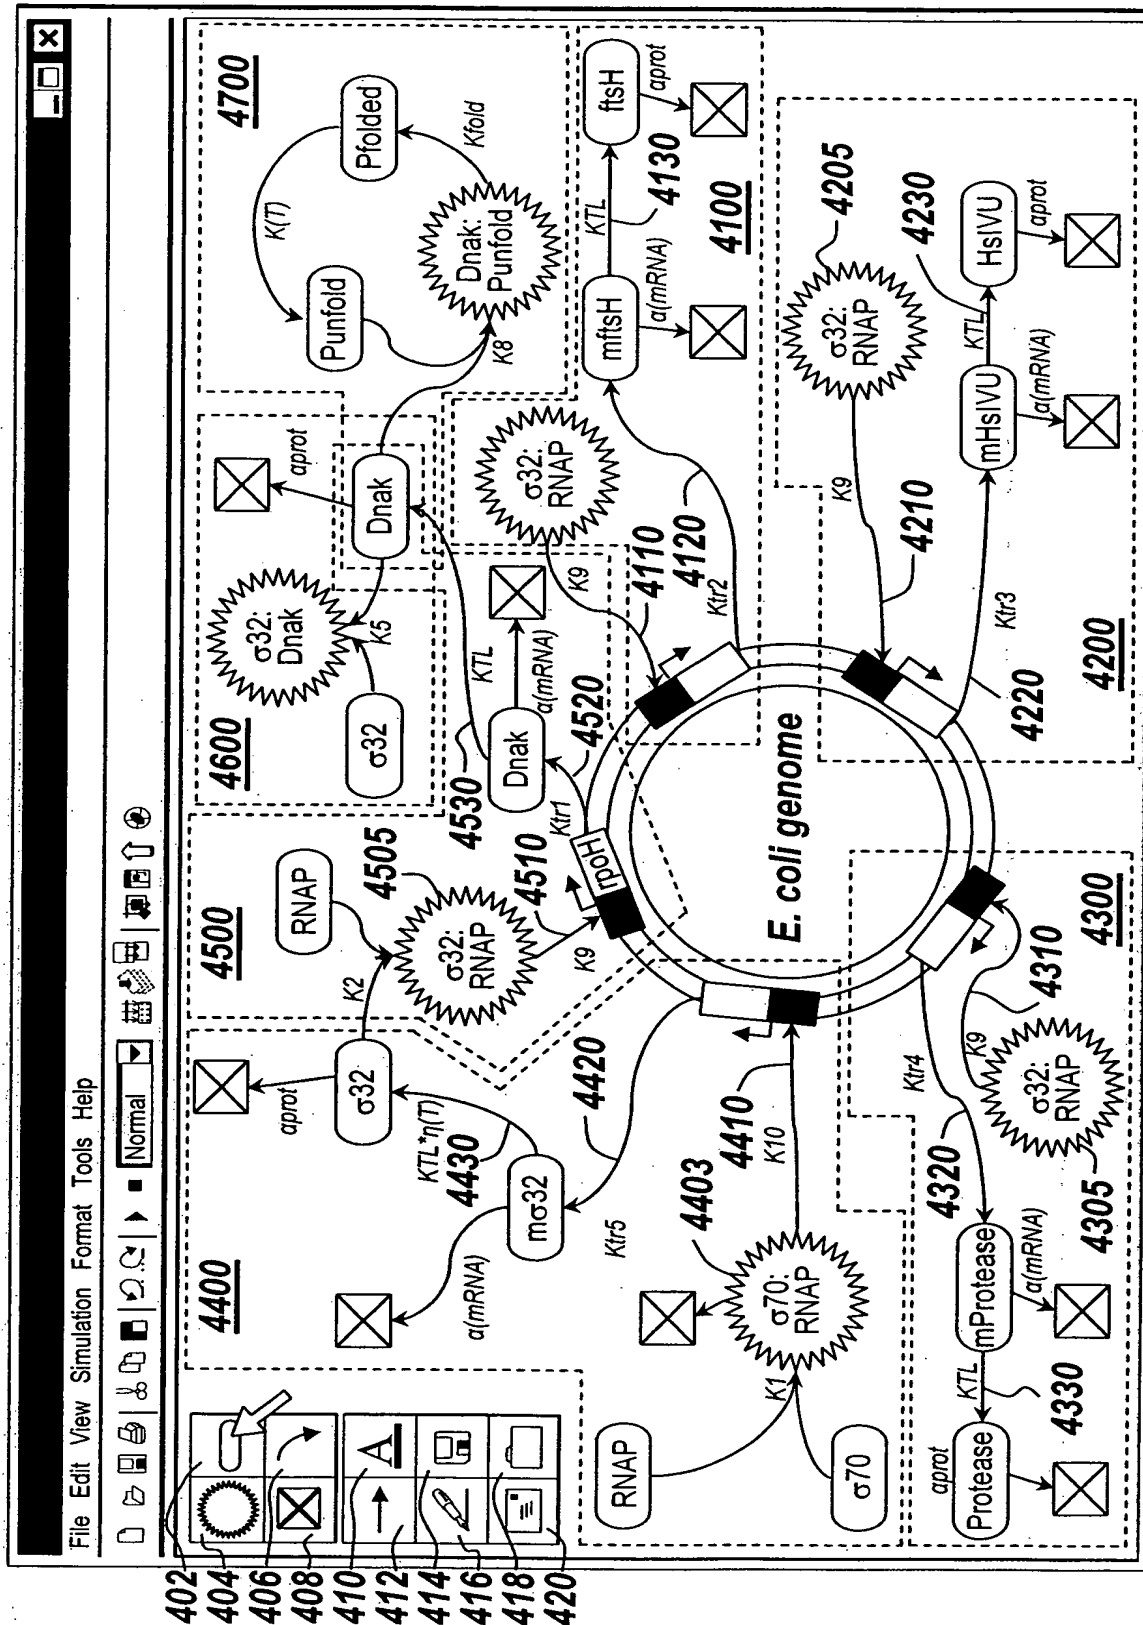 File Edit View Simulation Format Tools Help
Normal
A
402
404
406
408
410
412
414
416
418
420
4400
α(mRNA)
mσ32
KTL*η(T)
4430
aprot
σ32
K2
Ktr5
4420
4500
RNAP
4505
σ32:
RNAP
4510
K9
rpoH
Ktr1
4520
Dnak
α(mRNA)
KTL
4530
4600
σ32
σ32:
Dnak
K5
Dnak
aprot
4700
Punfold
K(T)
Pfolded
Kfold
Dnak:
Punfold
K8
σ32:
RNAP
K9
4110
4120
Ktr2
mftsH
α(mRNA)
KTL
4130
4100
ftsH
aprot
RNAP
σ70
K1
σ70:
RNAP
4403
4410
K10
E. coli genome
4205
σ32:
RNAP
K9
4210
Ktr3
4220
4200
mHslVU
α(mRNA)
KTL
4230
HslVU
aprot
4300
4310
K9
σ32:
RNAP
4305
Ktr4
4320
mProtease
α(mRNA)
KTL
4330
Protease
aprot